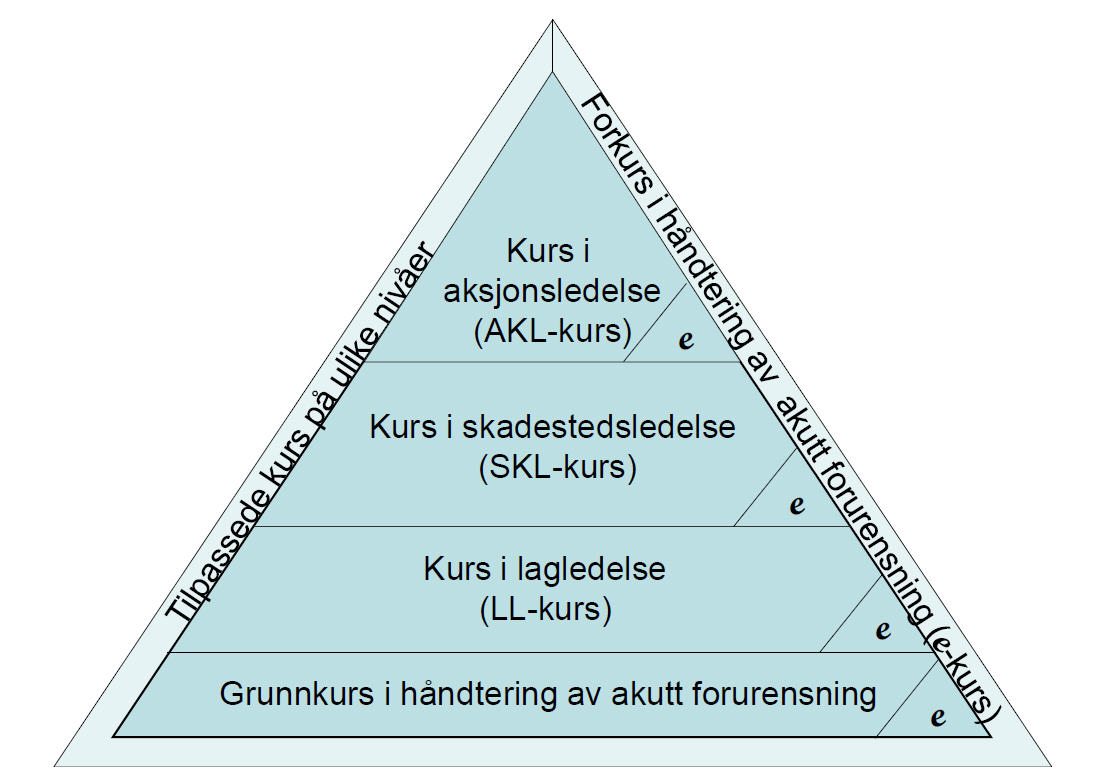 Forkurs i håndtering av akutt forurensning (e-kurs)
Tilpassede kurs på ulike nivåer
Kurs i
aksjonsledelse
(AKL-kurs)
e
Kurs i skadestedsledelse
(SKL-kurs)
e
Kurs i lagledelse
(LL-kurs)
e
Grunnkurs i håndtering av akutt forurensning
e